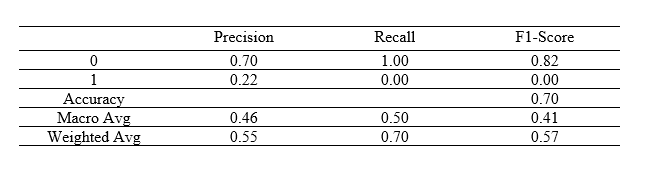 Precision Recall F1-Score
0 0.70 1.00 0.82
1 0.22 0.00 0.00
Accuracy 0.70
Macro Avg 0.46 0.50 0.41
Weighted Avg 0.55 0.70 0.57